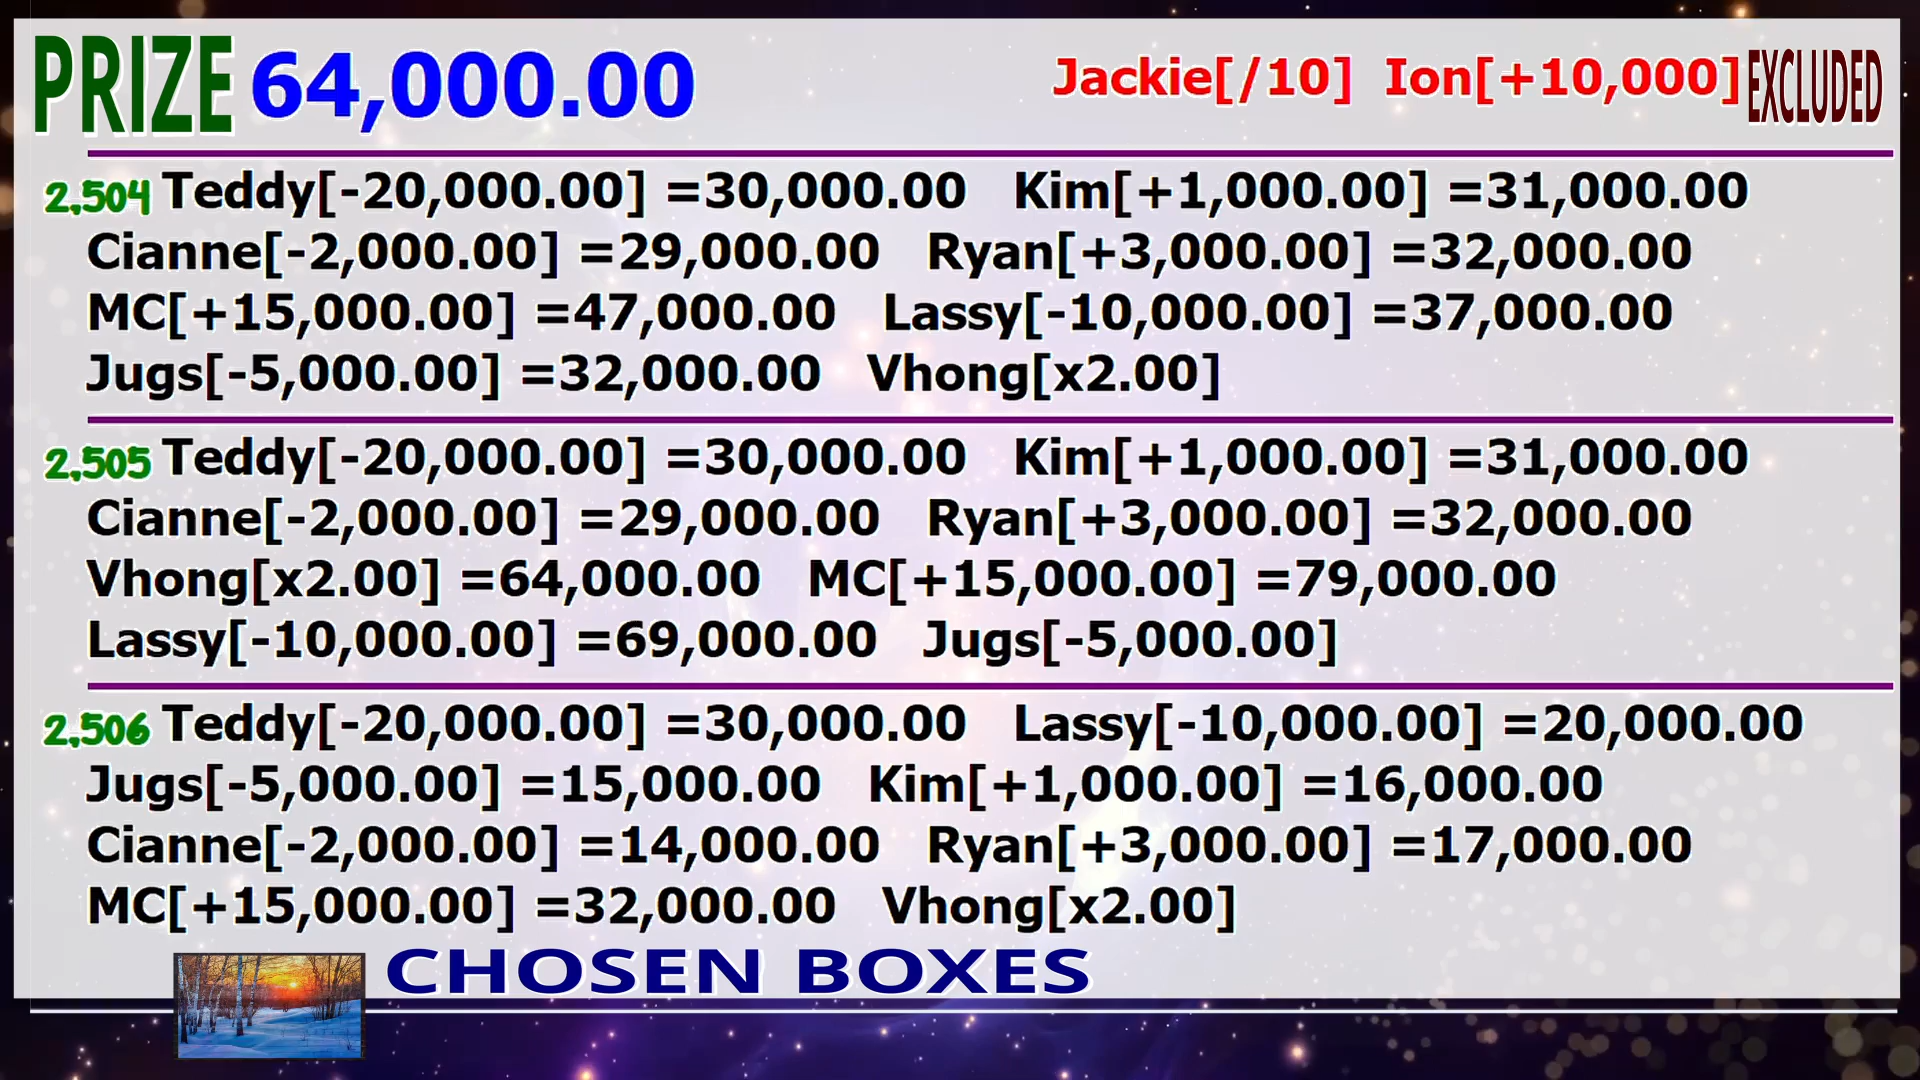 PRIZE 64,000.00 Jackie[/10] Ion[+10,000] EXCLUDED
2,504 Teddy[-20,000.00] =30,000.00 Kim[+1,000.00] =31,000.00
Cianne[-2,000.00] =29,000.00 Ryan[+3,000.00] =32,000.00
MC[+15,000.00] =47,000.00 Lassy[-10,000.00] =37,000.00
Jugs[-5,000.00] =32,000.00 Vhong[x2.00]
2,505 Teddy[-20,000.00] =30,000.00 Kim[+1,000.00] =31,000.00
Cianne[-2,000.00] =29,000.00 Ryan[+3,000.00] =32,000.00
Vhong[x2.00] =64,000.00 MC[+15,000.00] =79,000.00
Lassy[-10,000.00] =69,000.00 Jugs[-5,000.00]
2,506 Teddy[-20,000.00] =30,000.00 Lassy[-10,000.00] =20,000.00
Jugs[-5,000.00] =15,000.00 Kim[+1,000.00] =16,000.00
Cianne[-2,000.00] =14,000.00 Ryan[+3,000.00] =17,000.00
MC[+15,000.00] =32,000.00 Vhong[x2.00]
CHOSEN BOXES